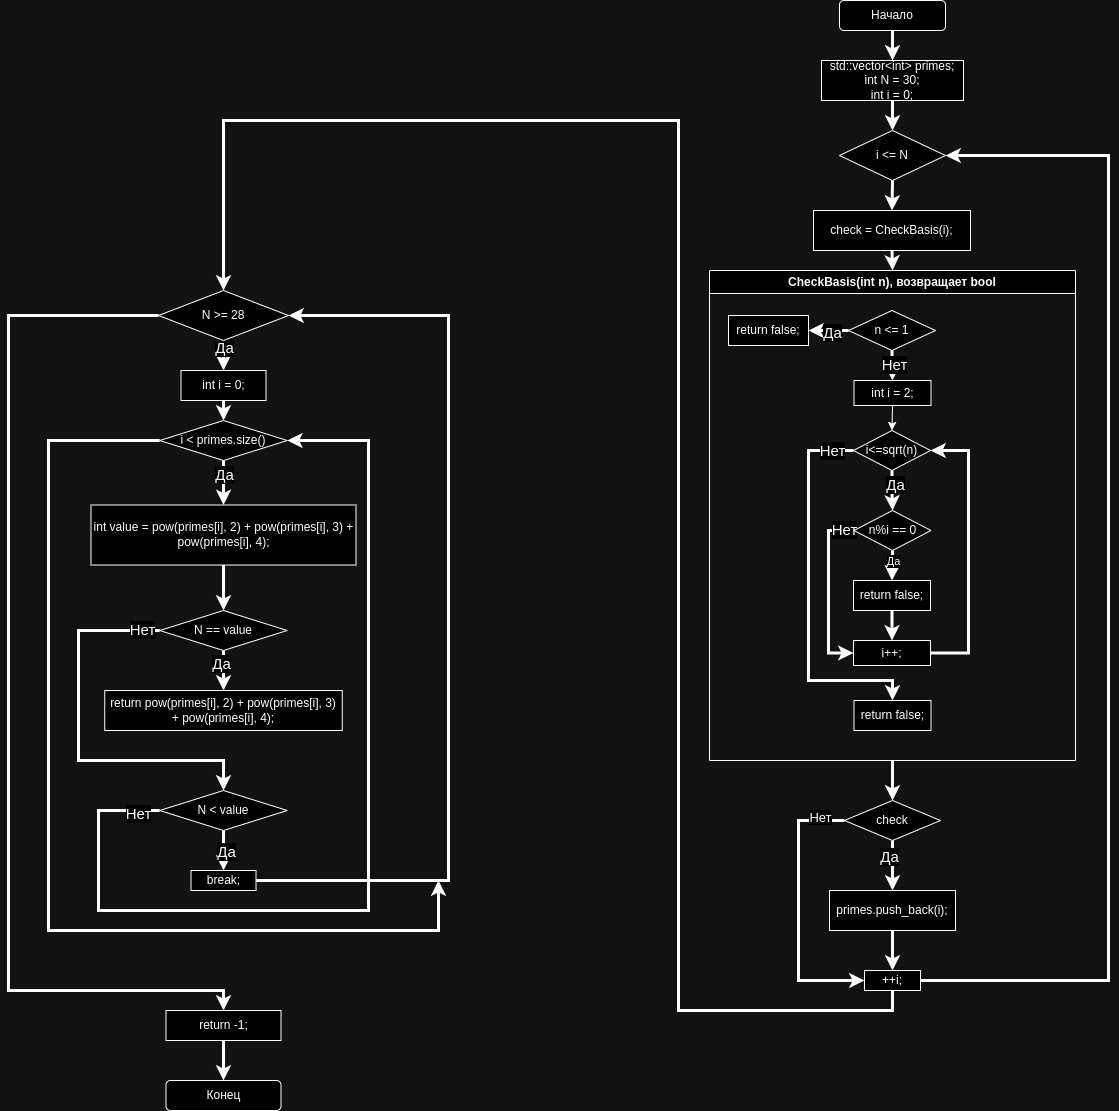 Начало
std::vector<int> primes;
int N = 30;
int i = 0;
i <= N
check = CheckBasis(i);
CheckBasis(int n), возвращает bool
n <= 1
Да
return false;
Нет
int i = 2;
i<=sqrt(n)
Нет
Да
n%i == 0
Нет
Да
return false;
i++;
return false;
check
Нет
Да
primes.push_back(i);
++i;
N >= 28
Да
int i = 0;
i < primes.size()
Да
int value = pow(primes[i], 2) + pow(primes[i], 3) +
pow(primes[i], 4);
N == value
Нет
Да
return pow(primes[i], 2) + pow(primes[i], 3)
+ pow(primes[i], 4);
N < value
Нет
Да
break;
return -1;
Конец